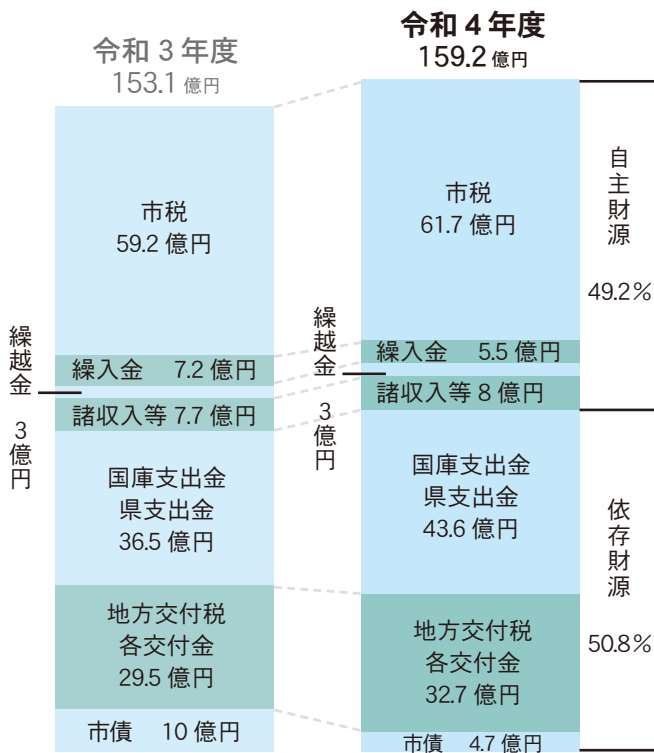 令和3年度
153.1 億円
市税
59.2 億円
繰入金 7.2 億円
繰越金 3億円
諸収入等 7.7 億円
国庫支出金
県支出金
36.5 億円
地方交付税
各交付金
29.5 億円
市債 10 億円
令和4年度
159.2 億円
市税
61.7 億円
繰入金 5.5 億円
繰越金 3億円
諸収入等 8 億円
国庫支出金
県支出金
43.6 億円
地方交付税
各交付金
32.7 億円
市債 4.7 億円
自主財源
49.2%
依存財源
50.8%